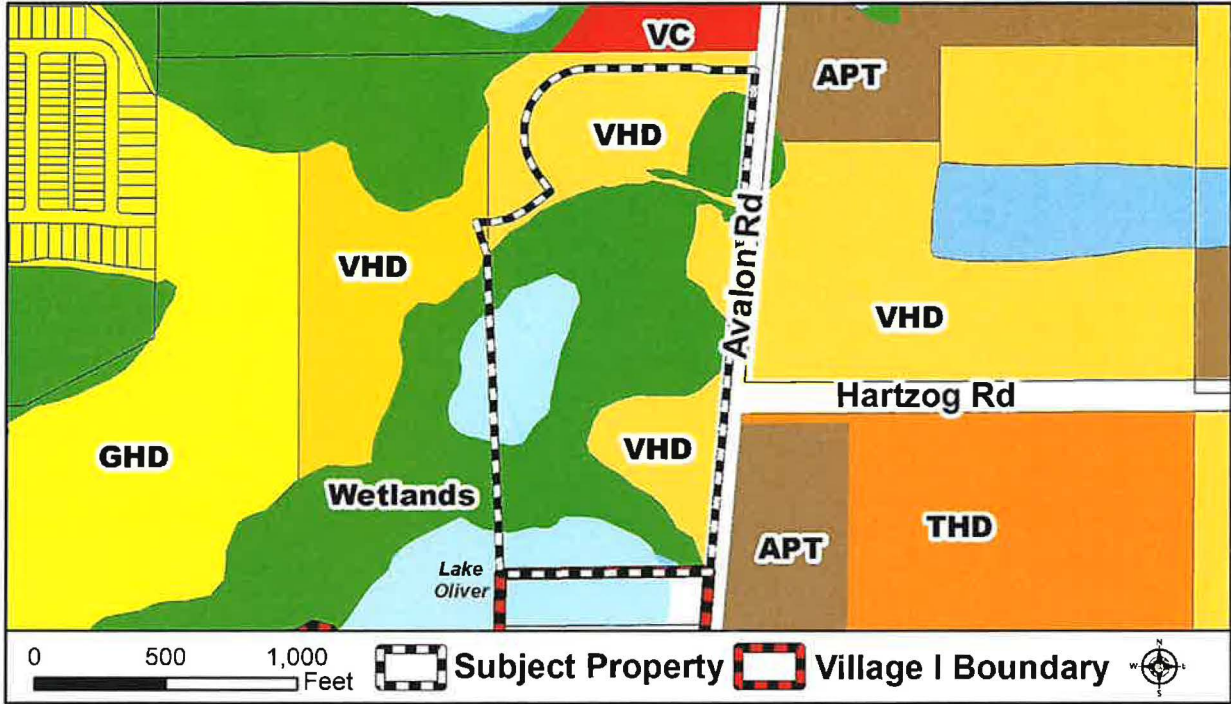 VC
APT
VHD
Avalon Rd
VHD
VHD
Hartzog Rd
VHD
GHD
Wetlands
APT
THD
Lake
Oliver
0 500 1,000
Feet
Subject Property
Village I Boundary
N
W E
S